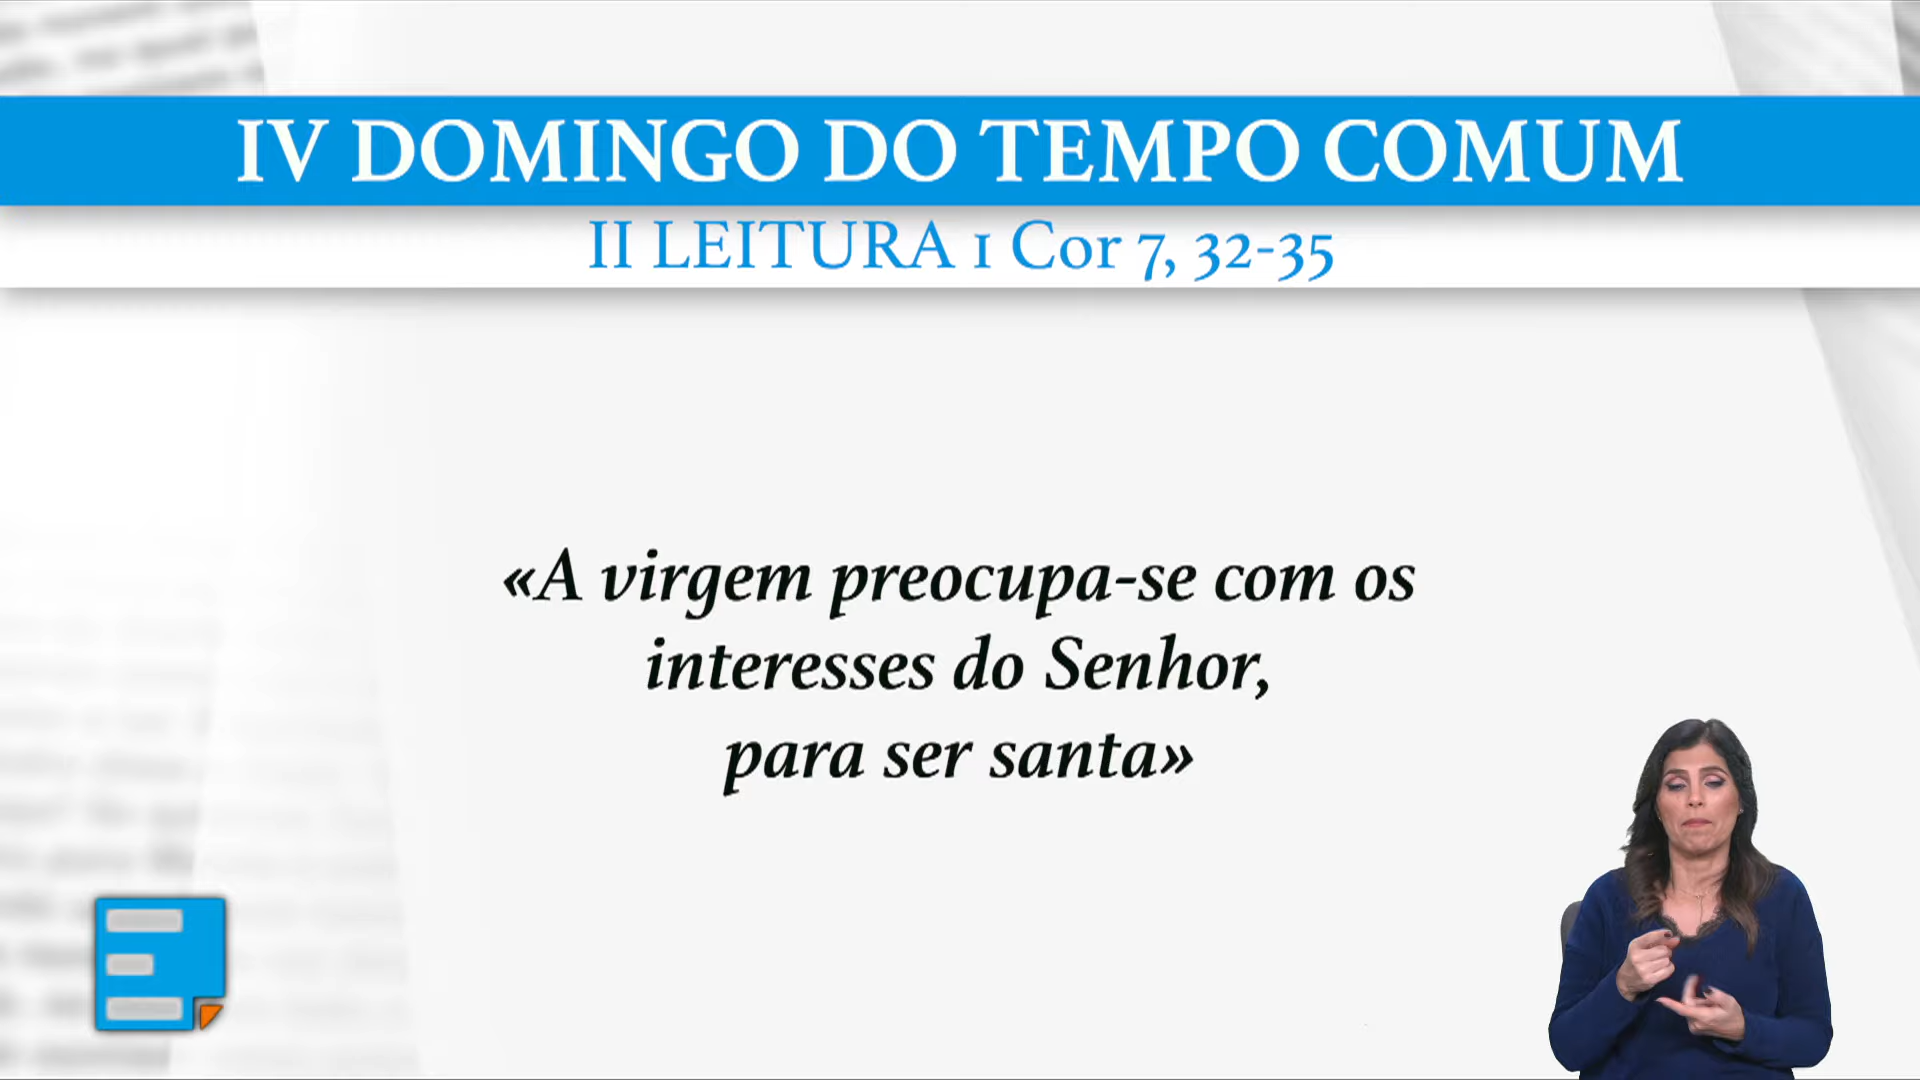 IV DOMINGO DO TEMPO COMUM
II LEITURA 1 Cor 7, 32-35
«A virgem preocupa-se com os
interesses do Senhor,
para ser santa»